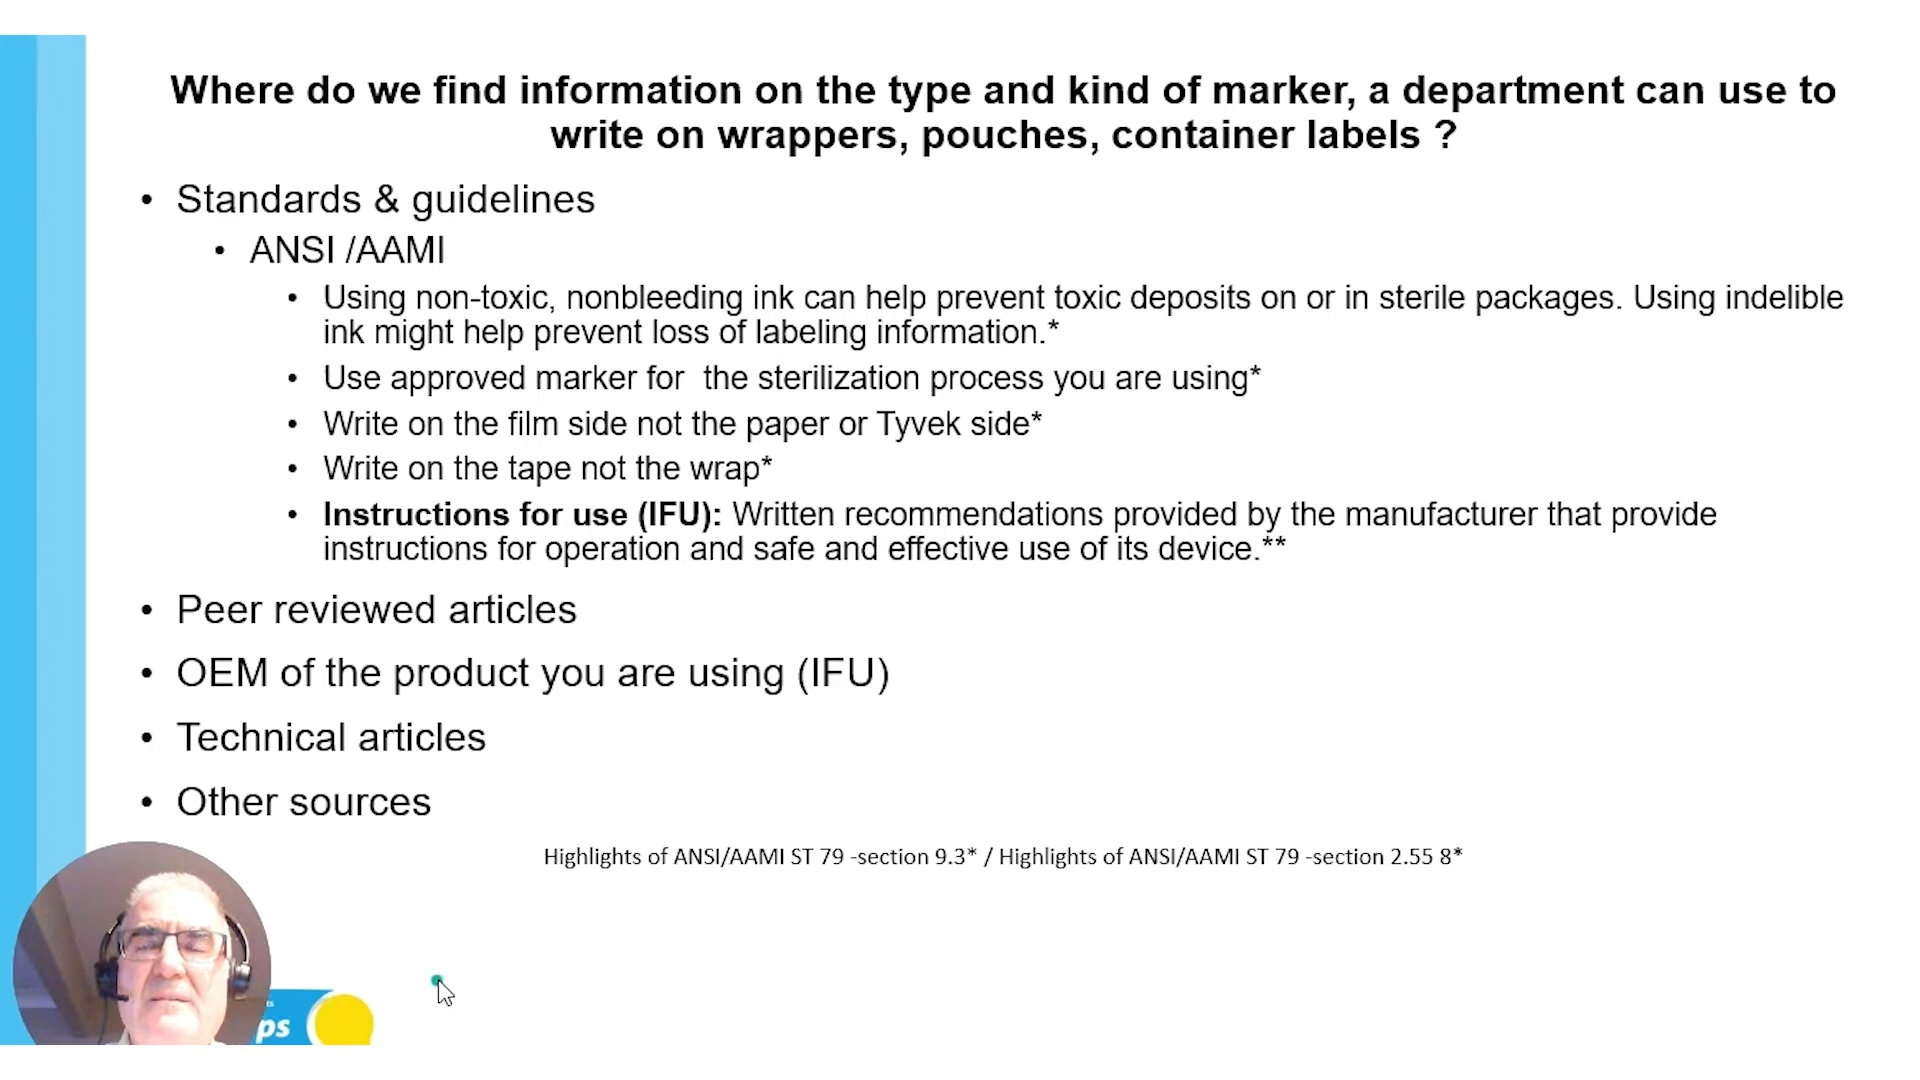 Where do we find information on the type and kind of marker, a department can use to
write on wrappers, pouches, container labels ?
• Standards & guidelines
• ANSI /AAMI
• Using non-toxic, nonbleeding ink can help prevent toxic deposits on or in sterile packages. Using indelible
ink might help prevent loss of labeling information.*
• Use approved marker for  the sterilization process you are using*
• Write on the film side not the paper or Tyvek side*
• Write on the tape not the wrap*
• Instructions for use (IFU): Written recommendations provided by the manufacturer that provide
instructions for operation and safe and effective use of its device.**
• Peer reviewed articles
• OEM of the product you are using (IFU)
• Technical articles
• Other sources
Highlights of ANSI/AAMI ST 79 -section 9.3* / Highlights of ANSI/AAMI ST 79 -section 2.55 8*